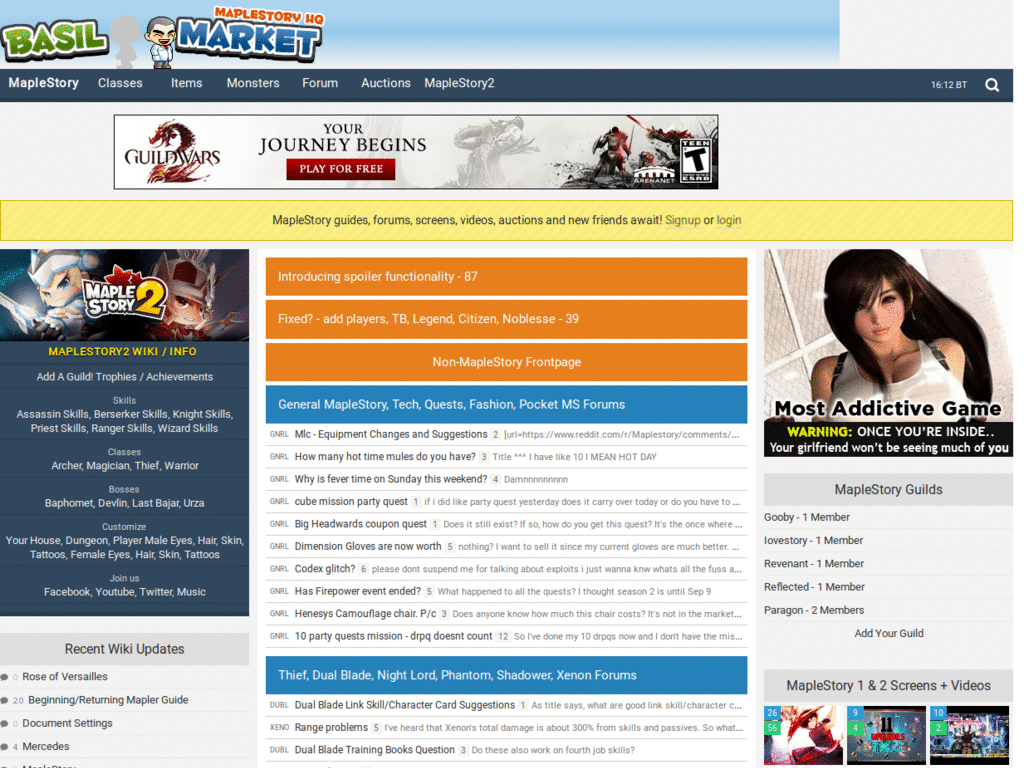 MAPLESTORY HQ
BASIL MARKET
MapleStory Classes Items Monsters Forum Auctions MapleStory2 16:12 BT
GUILD WARS 2
YOUR
JOURNEY BEGINS
PLAY FOR FREE
ARENANET
TEEN
T
ESRB
MapleStory guides, forums, screens, videos, auctions and new friends await! Signup or login
MAPLE
STORY 2
MAPLESTORY2 WIKI / INFO
Add A Guild! Trophies / Achievements
Skills
Assassin Skills, Berserker Skills, Knight Skills,
Priest Skills, Ranger Skills, Wizard Skills
Classes
Archer, Magician, Thief, Warrior
Bosses
Baphomet, Devlin, Last Bajar, Urza
Customize
Your House, Dungeon, Player Male Eyes, Hair, Skin,
Tattoos, Female Eyes, Hair, Skin, Tattoos
Join us
Facebook, Youtube, Twitter, Music
Recent Wiki Updates
0 Rose of Versailles
20 Beginning/Returning Mapler Guide
0 Document Settings
4 Mercedes
MapleStory
Introducing spoiler functionality - 87
Fixed? - add players, TB, Legend, Citizen, Noblesse - 39
Non-MapleStory Frontpage
General MapleStory, Tech, Quests, Fashion, Pocket MS Forums
GNRL Mlc - Equipment Changes and Suggestions 2 [url=https://www.reddit.com/r/Maplestory/comments/...
GNRL How many hot time mules do you have? 3 Title ^^^ I have like 10 I MEAN HOT DAY
GNRL Why is fever time on Sunday this weekend? 4 Damnnnnnnnnn
GNRL cube mission party quest 1 if i did like party quest yesterday does it carry over today or do you have to ...
GNRL Big Headwards coupon quest 1 Does it still exist? If so, how do you get this quest? It's the once where ...
GNRL Dimension Gloves are now worth 5 nothing? I want to sell it since my current gloves are much better. ...
GNRL Codex glitch? 6 please dont suspend me for talking about exploits i just wanna knw whats all the fuss a...
GNRL Has Firepower event ended? 5 What happened to all the quests? I thought season 2 is until Sep 9
GNRL Henesys Camouflage chair. P/c 3 Does anyone know how much this chair costs? It's not in the market...
GNRL 10 party quests mission - drpq doesnt count 12 So I've done my 10 drpqs now and I don't have the mis...
Thief, Dual Blade, Night Lord, Phantom, Shadower, Xenon Forums
DUBL Dual Blade Link Skill/Character Card Suggestions 1 As title says, what are good link skill/character c...
XENO Range problems 5 I've heard that Xenon's total damage is about 300% from skills and passives. So what...
DUBL Dual Blade Training Books Question 3 Do these also work on fourth job skills?
Most Addictive Game
WARNING: ONCE YOU'RE INSIDE..
Your girlfriend won't be seeing much of you
MapleStory Guilds
Gooby - 1 Member
Iovestory - 1 Member
Revenant - 1 Member
Reflected - 1 Member
Paragon - 2 Members
Add Your Guild
MapleStory 1 & 2 Screens + Videos
26 9 10
56 4 2
11